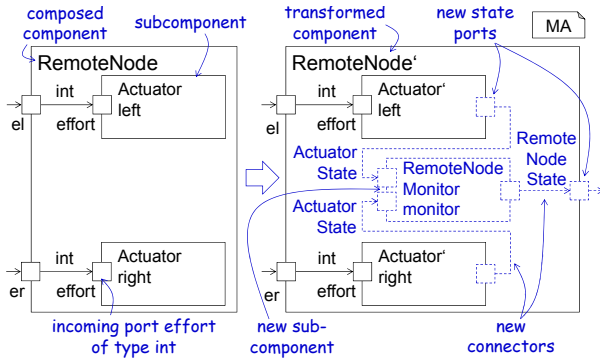 composed
component
subcomponent
transformed
component
new state
ports
MA
RemoteNode
int
Actuator
left
el
effort
int
Actuator
right
er
effort
incoming port effort
of type int
RemoteNode‘
int
Actuator‘
left
el
effort
Actuator
State
RemoteNode
Monitor
monitor
Remote
Node
State
Actuator
State
int
Actuator‘
right
er
effort
new sub-
component
new
connectors